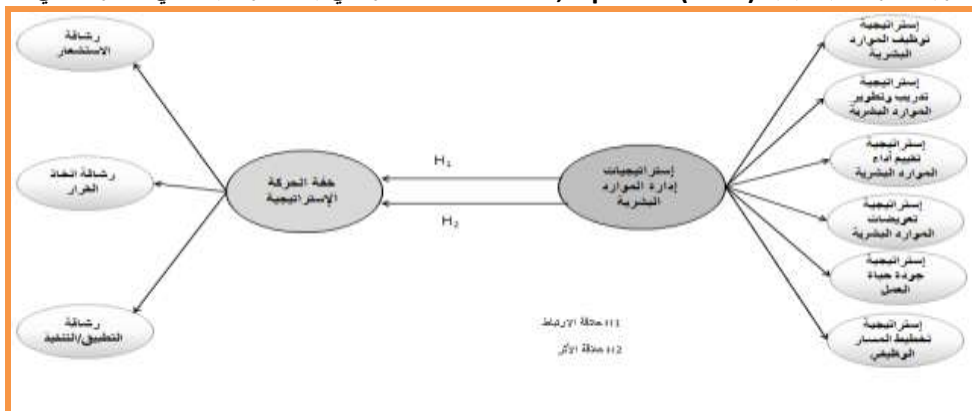 إستراتيجية
توظيف الموارد
البشرية
إستراتيجية
تدريب وتطوير
الموارد البشرية
إستراتيجية
تقييم أداء
الموارد البشرية
إستراتيجية
تعويضات
الموارد البشرية
إستراتيجية
جودة حياة
العمل
إستراتيجية
تخطيط المسار
الوظيفي
إستراتيجيات
إدارة الموارد
البشرية
H1
H2
خفة الحركة
الإستراتيجية
رشاقة
الاستشعار
رشاقة اتخاذ
القرار
رشاقة
التطبيق/التنفيذ
H1 علاقة الارتباط
H2 علاقة الأثر